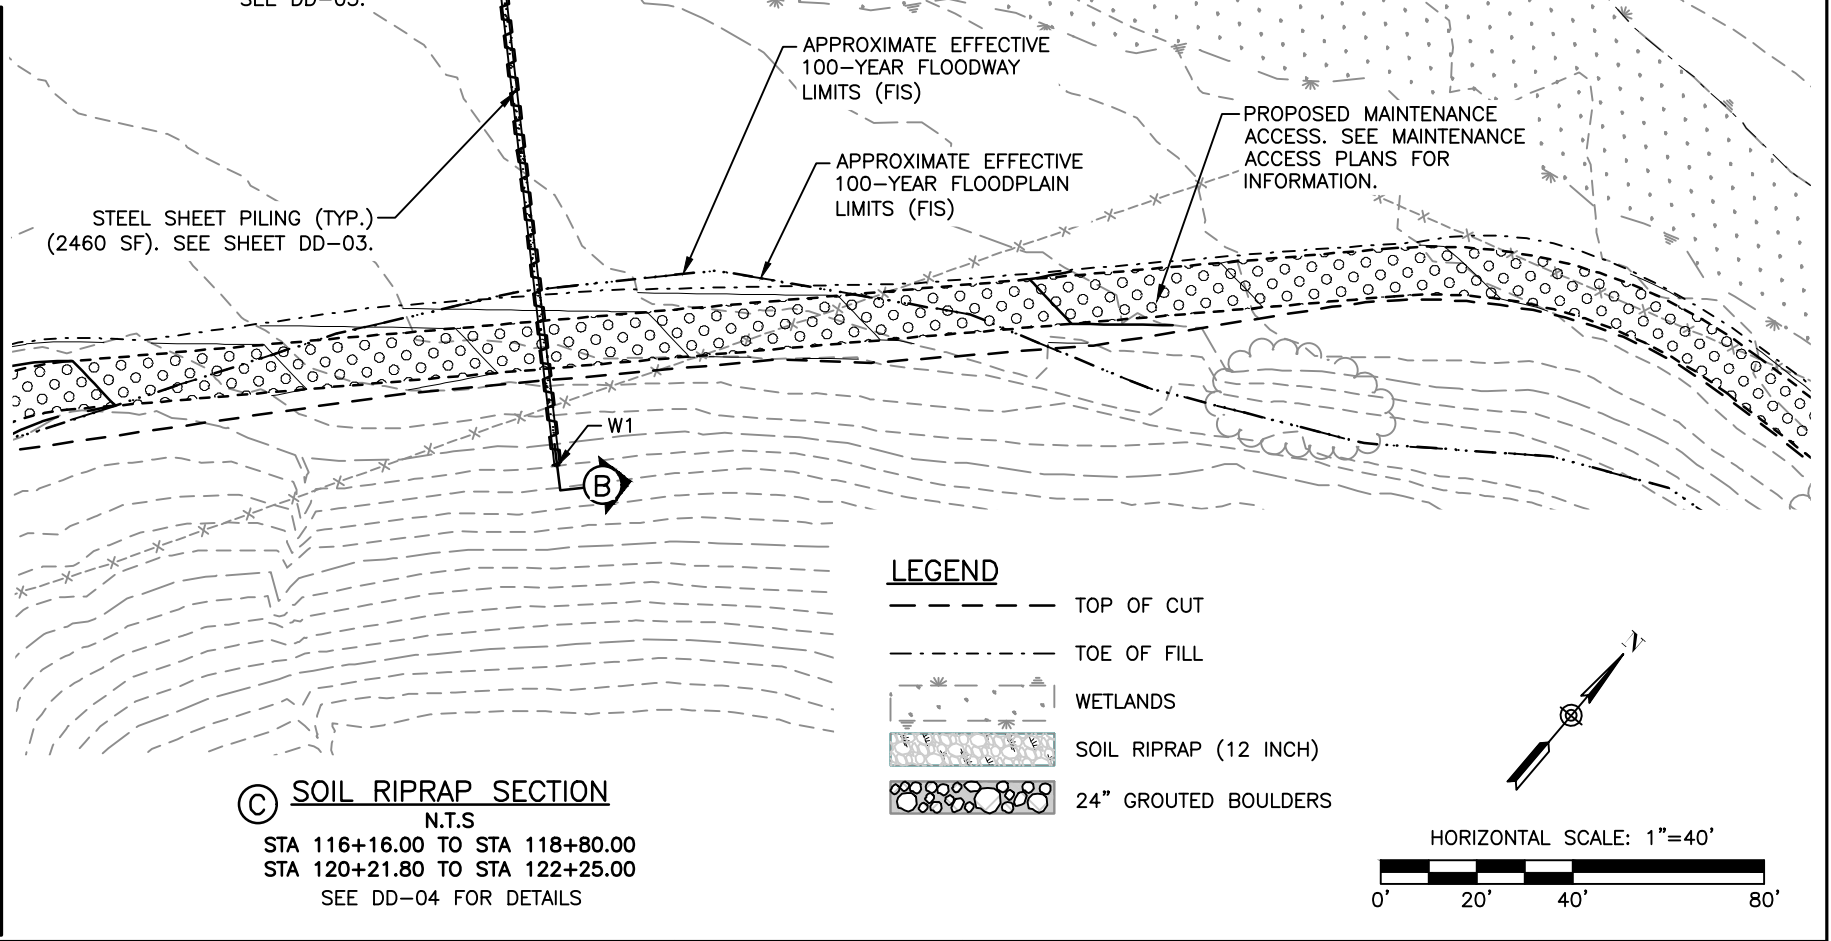 SEE DD-03.
APPROXIMATE EFFECTIVE
100-YEAR FLOODWAY
LIMITS (FIS)
PROPOSED MAINTENANCE
ACCESS. SEE MAINTENANCE
ACCESS PLANS FOR
INFORMATION.
APPROXIMATE EFFECTIVE
100-YEAR FLOODPLAIN
LIMITS (FIS)
STEEL SHEET PILING (TYP.)
(2460 SF). SEE SHEET DD-03.
W1
B
LEGEND
TOP OF CUT
TOE OF FILL
WETLANDS
SOIL RIPRAP (12 INCH)
24" GROUTED BOULDERS
N
C SOIL RIPRAP SECTION
N.T.S
STA 116+16.00 TO STA 118+80.00
STA 120+21.80 TO STA 122+25.00
SEE DD-04 FOR DETAILS
HORIZONTAL SCALE: 1"=40'
0' 20' 40' 80'